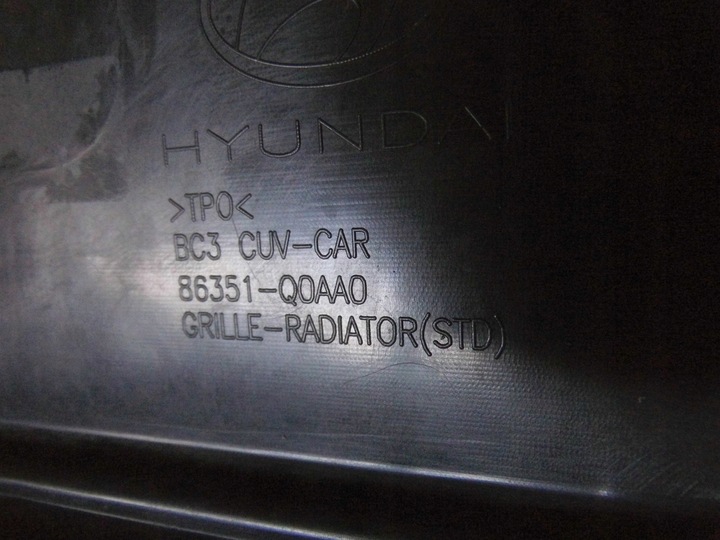 HYUNDAI
>TPO<
BC3 CUV-CAR
86351-Q0AA0
GRILLE-RADIATOR(STD)